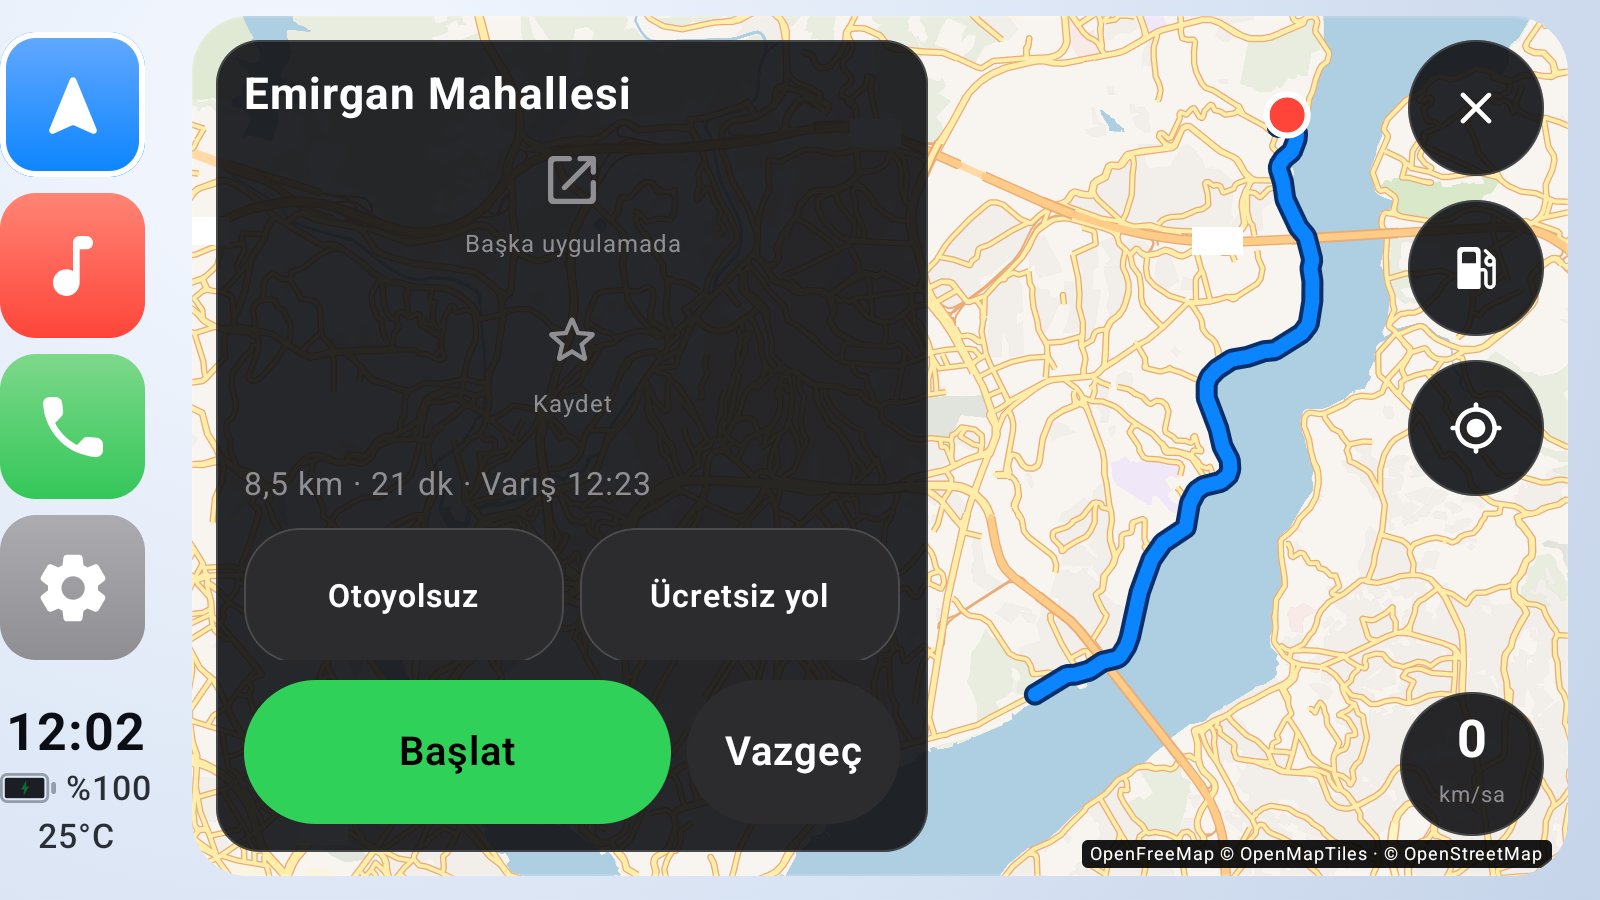 Emirgan Mahallesi
Başka uygulamada
Kaydet
8,5 km · 21 dk · Varış 12:23
Otoyolsuz
Ücretsiz yol
Başlat
Vazgeç
12:02
%100
25°C
0
km/sa
OpenFreeMap © OpenMapTiles · © OpenStreetMap